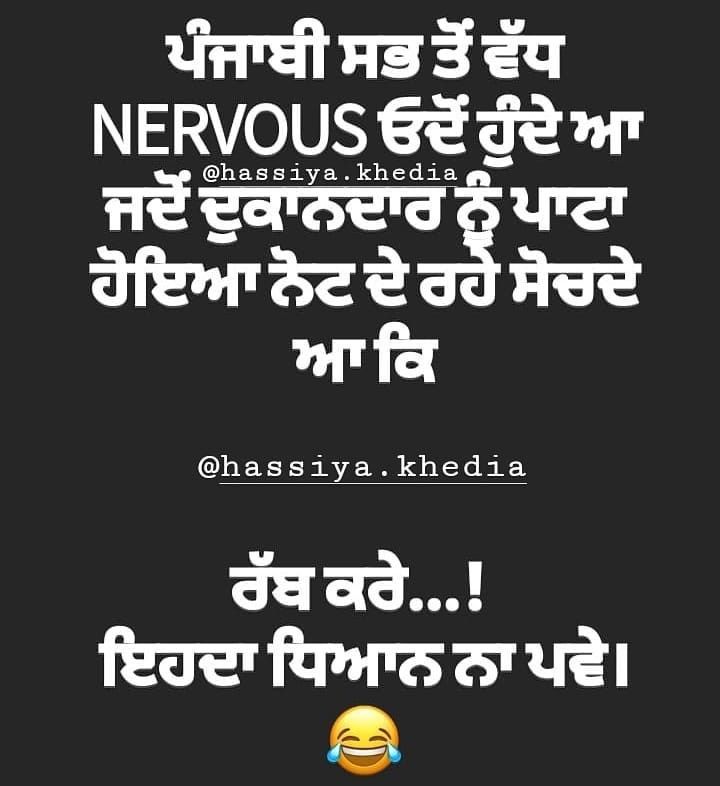 ਪੰਜਾਬੀ ਸਭ ਤੋਂ ਵੱਧ
NERVOUS ਓਦੋਂ ਹੁੰਦੇ ਆ
@hassiya.khedia
ਜਦੋਂ ਦੁਕਾਨਦਾਰ ਨੂੰ ਪਾਟਾ
ਹੋਇਆ ਨੋਟ ਦੇ ਰਹੇ ਸੋਚਦੇ
ਆ ਕਿ
@hassiya.khedia
ਰੱਬ ਕਰੇ...!
ਇਹਦਾ ਧਿਆਨ ਨਾ ਪਵੇ।
😂